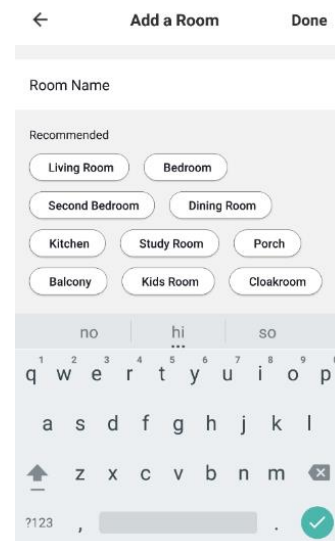 Add a Room Done
Room Name
Recommended
Living Room Bedroom
Second Bedroom Dining Room
Kitchen Study Room Porch
Balcony Kids Room Cloakroom
no hi so
1 2 3 4 5 6 7 8 9
q w e r t y u i o p
a s d f g h j k l
z x c v b n m
?123 , .